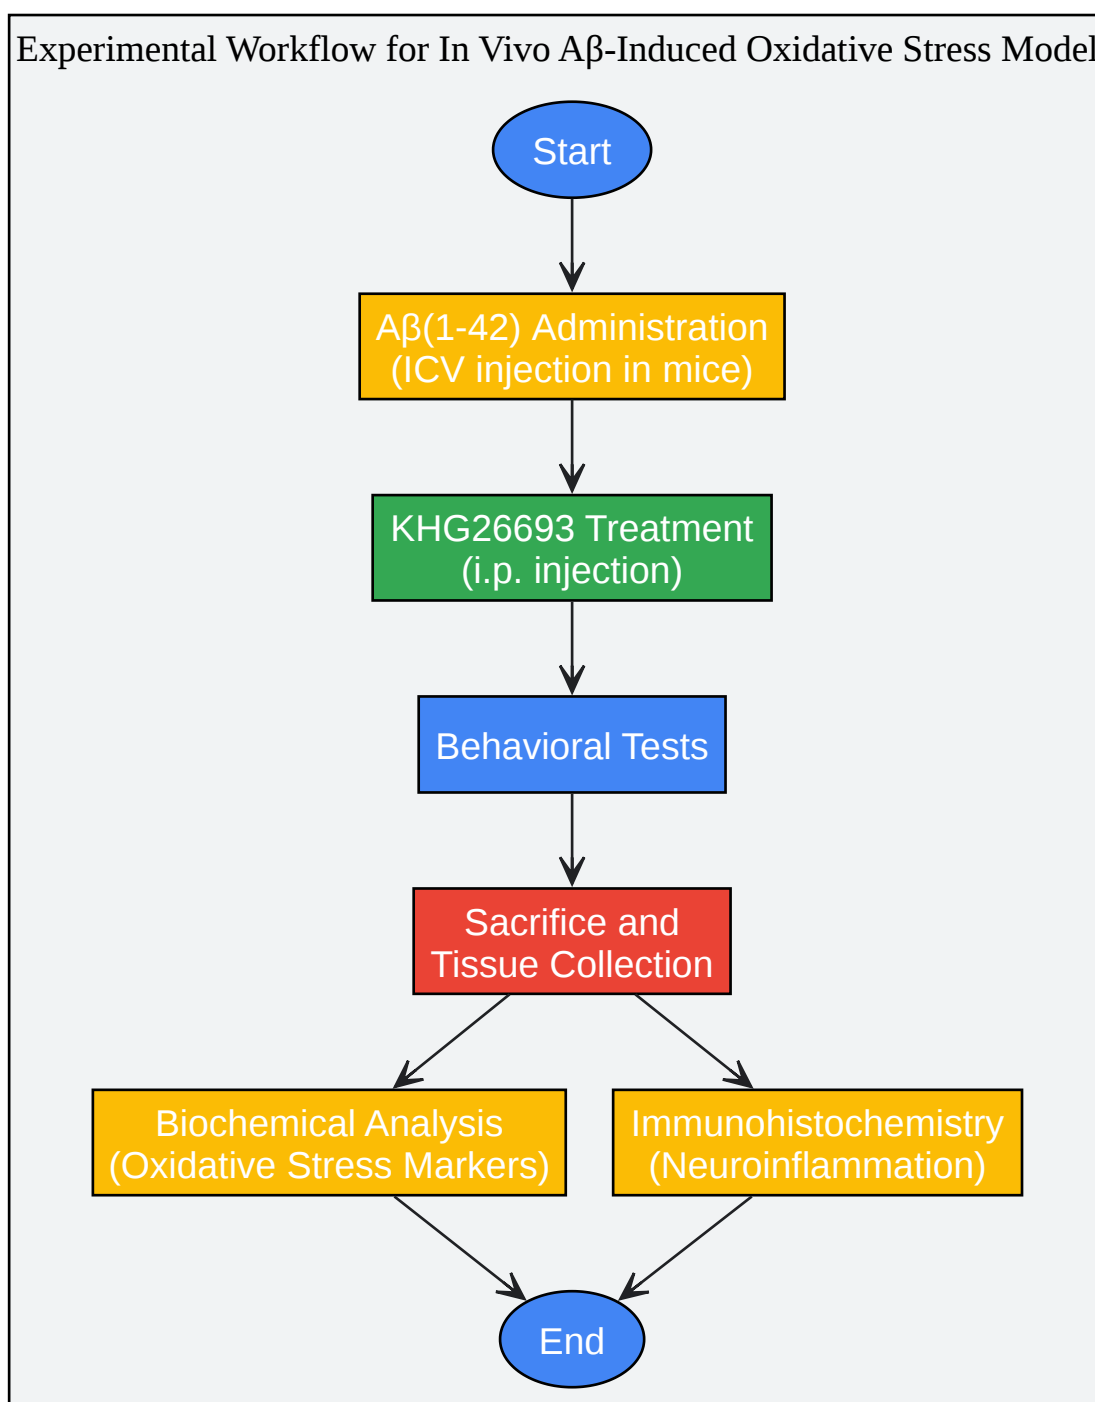 Experimental Workflow for In Vivo Aβ-Induced Oxidative Stress Model
Start
Aβ(1-42) Administration
(ICV injection in mice)
KHG26693 Treatment
(i.p. injection)
Behavioral Tests
Sacrifice and
Tissue Collection
Biochemical Analysis
(Oxidative Stress Markers)
Immunohistochemistry
(Neuroinflammation)
End